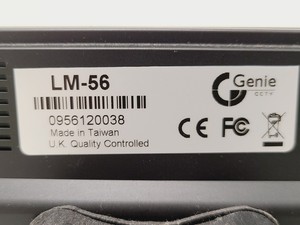 LM-56
Genie
CCTV
0956120038
Made in Taiwan
U.K. Quality Controlled
CE FC